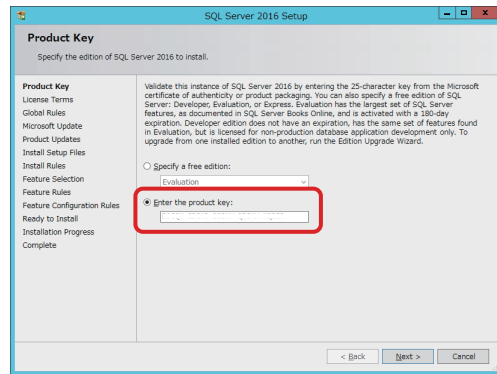 SQL Server 2016 Setup
Product Key
Specify the edition of SQL Server 2016 to install.
Product Key
License Terms
Global Rules
Microsoft Update
Product Updates
Install Setup Files
Install Rules
Feature Selection
Feature Rules
Feature Configuration Rules
Ready to Install
Installation Progress
Complete
Validate this instance of SQL Server 2016 by entering the 25-character key from the Microsoft
certificate of authenticity or product packaging. You can also specify a free edition of SQL
Server: Developer, Evaluation, or Express. Evaluation has the largest set of SQL Server
features, as documented in SQL Server Books Online, and is activated with a 180-day
expiration. Developer edition does not have an expiration, has the same set of features found
in Evaluation, but is licensed for non-production database application development only. To
upgrade from one installed edition to another, run the Edition Upgrade Wizard.
Specify a free edition:
Evaluation
Enter the product key:
< Back
Next >
Cancel